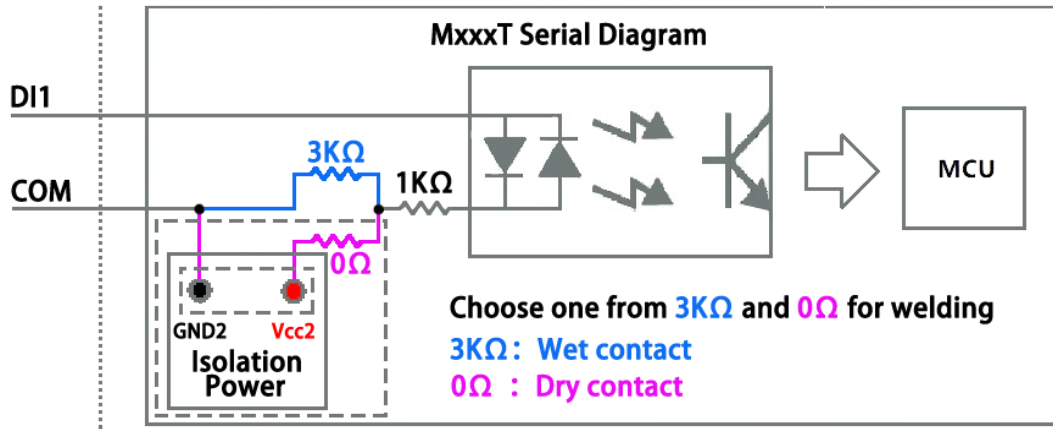 MxxxT Serial Diagram
DI1
3KΩ
COM
1KΩ
MCU
0Ω
GND2
Vcc2
Isolation
Power
Choose one from 3KΩ and 0Ω for welding
3KΩ: Wet contact
0Ω : Dry contact